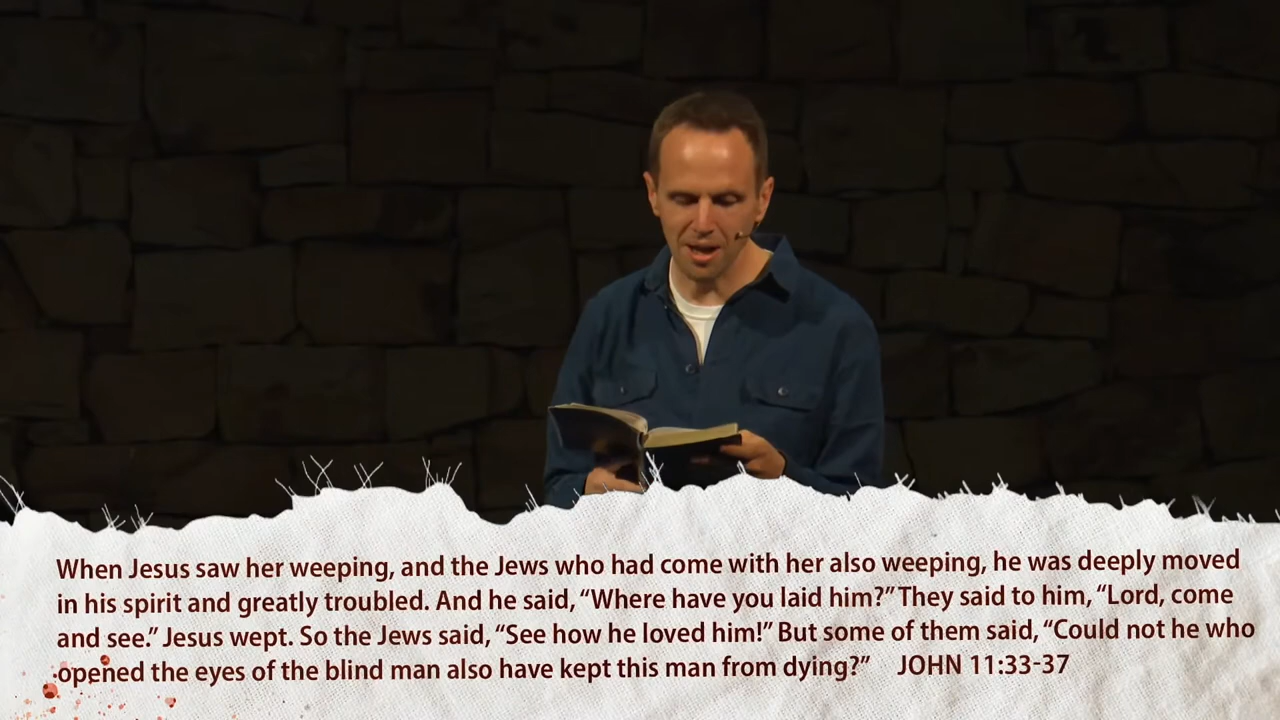 When Jesus saw her weeping, and the Jews who had come with her also weeping, he was deeply moved
in his spirit and greatly troubled. And he said, “Where have you laid him?” They said to him, “Lord, come
and see.” Jesus wept. So the Jews said, “See how he loved him!” But some of them said, “Could not he who
opened the eyes of the blind man also have kept this man from dying?” JOHN 11:33-37